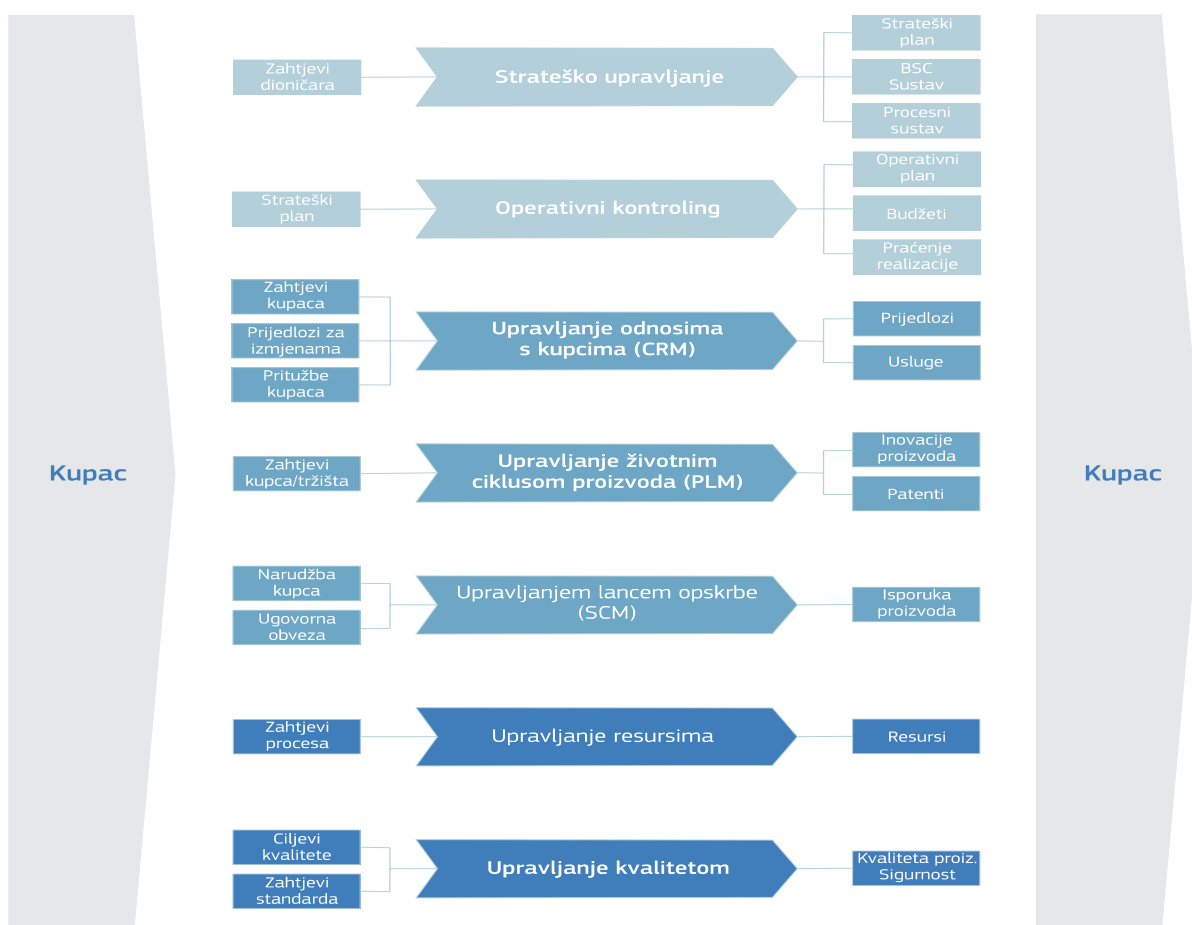 Kupac
Zahtjevi
dioničara
Strateško upravljanje
Strateški
plan
BSC
Sustav
Procesni
sustav
Strateški
plan
Operativni kontroling
Operativni
plan
Budžeti
Praćenje
realizacije
Zahtjevi
kupaca
Prijedlozi za
izmjenama
Pritužbe
kupaca
Upravljanje odnosima
s kupcima (CRM)
Prijedlozi
Usluge
Zahtjevi
kupca/tržišta
Upravljanje životnim
ciklusom proizvoda (PLM)
Inovacije
proizvoda
Patenti
Narudžba
kupca
Ugovorna
obveza
Upravljanjem lancem opskrbe
(SCM)
Isporuka
proizvoda
Zahtjevi
procesa
Upravljanje resursima
Resursi
Ciljevi
kvalitete
Zahtjevi
standarda
Upravljanje kvalitetom
Kvaliteta proiz.
Sigurnost
Kupac